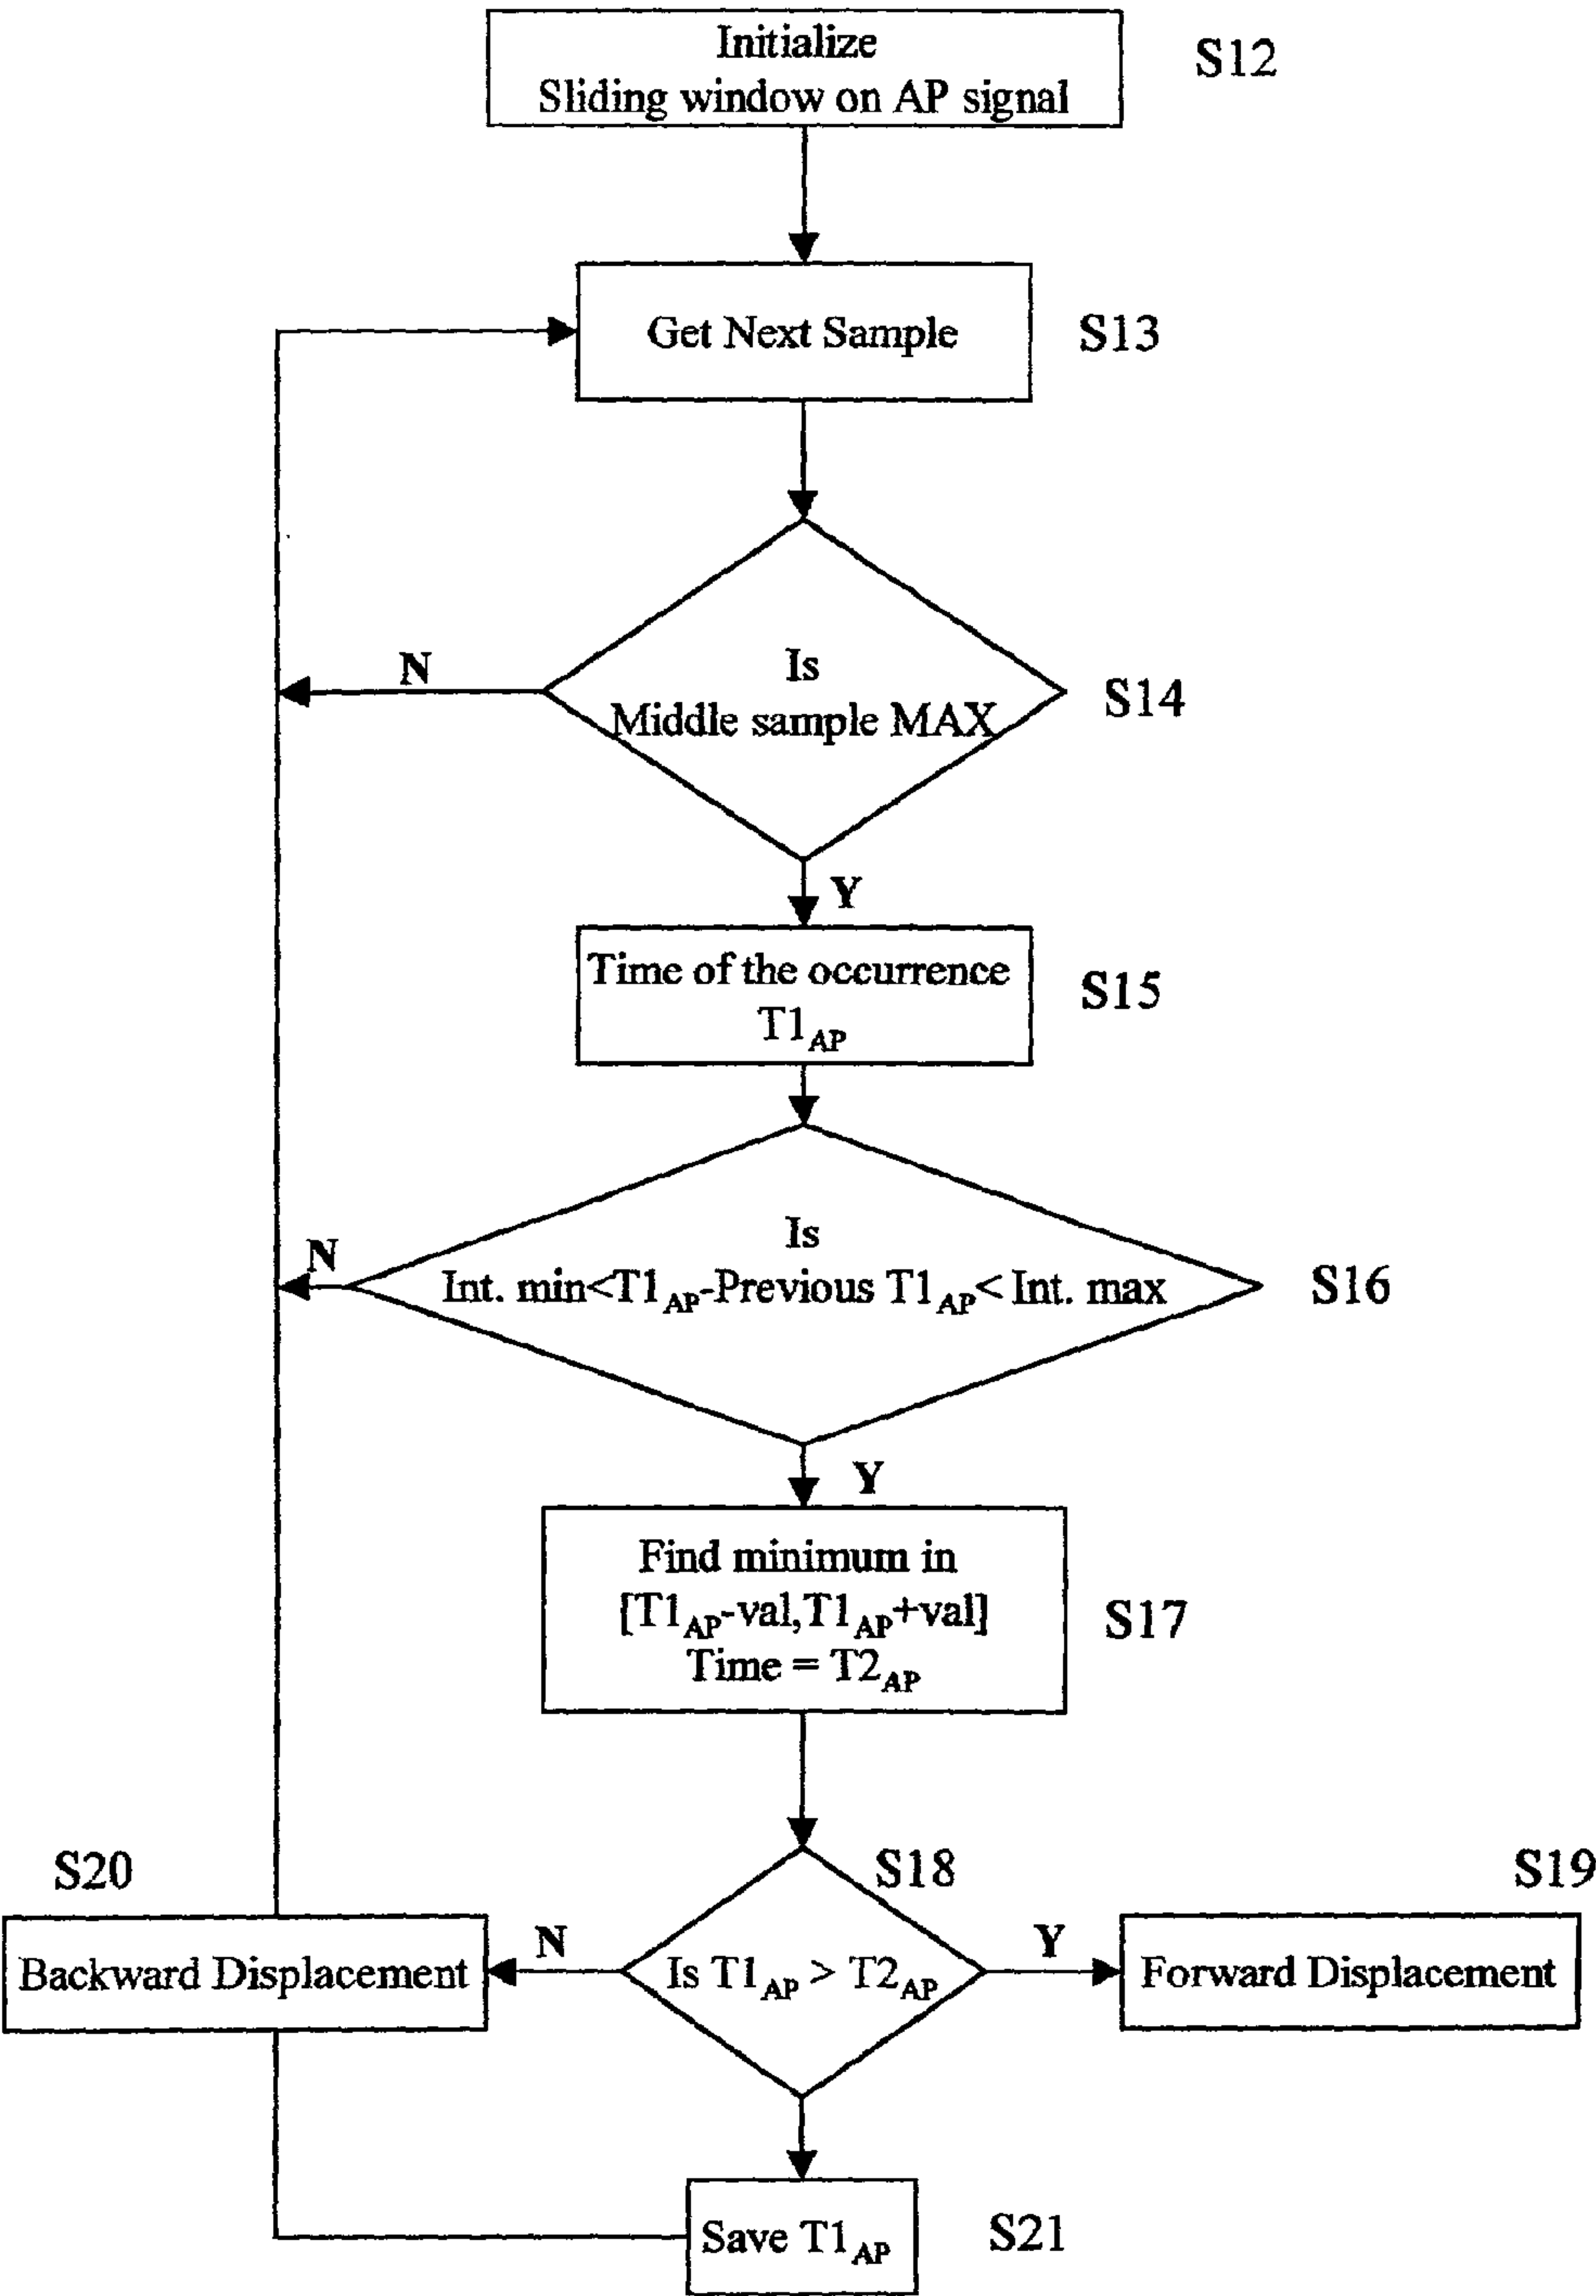 Initialize
Sliding window on AP signal
S12
Get Next Sample
S13
Is
Middle sample MAX
S14
N
Y
Time of the occurrence
T1AP
S15
Is
Int. min<T1AP-Previous T1AP< Int. max
S16
N
Y
Find minimum in
[T1AP-val,T1AP+val]
Time = T2AP
S17
S20
S18
S19
Backward Displacement
N
Is T1AP > T2AP
Y
Forward Displacement
Save T1AP
S21